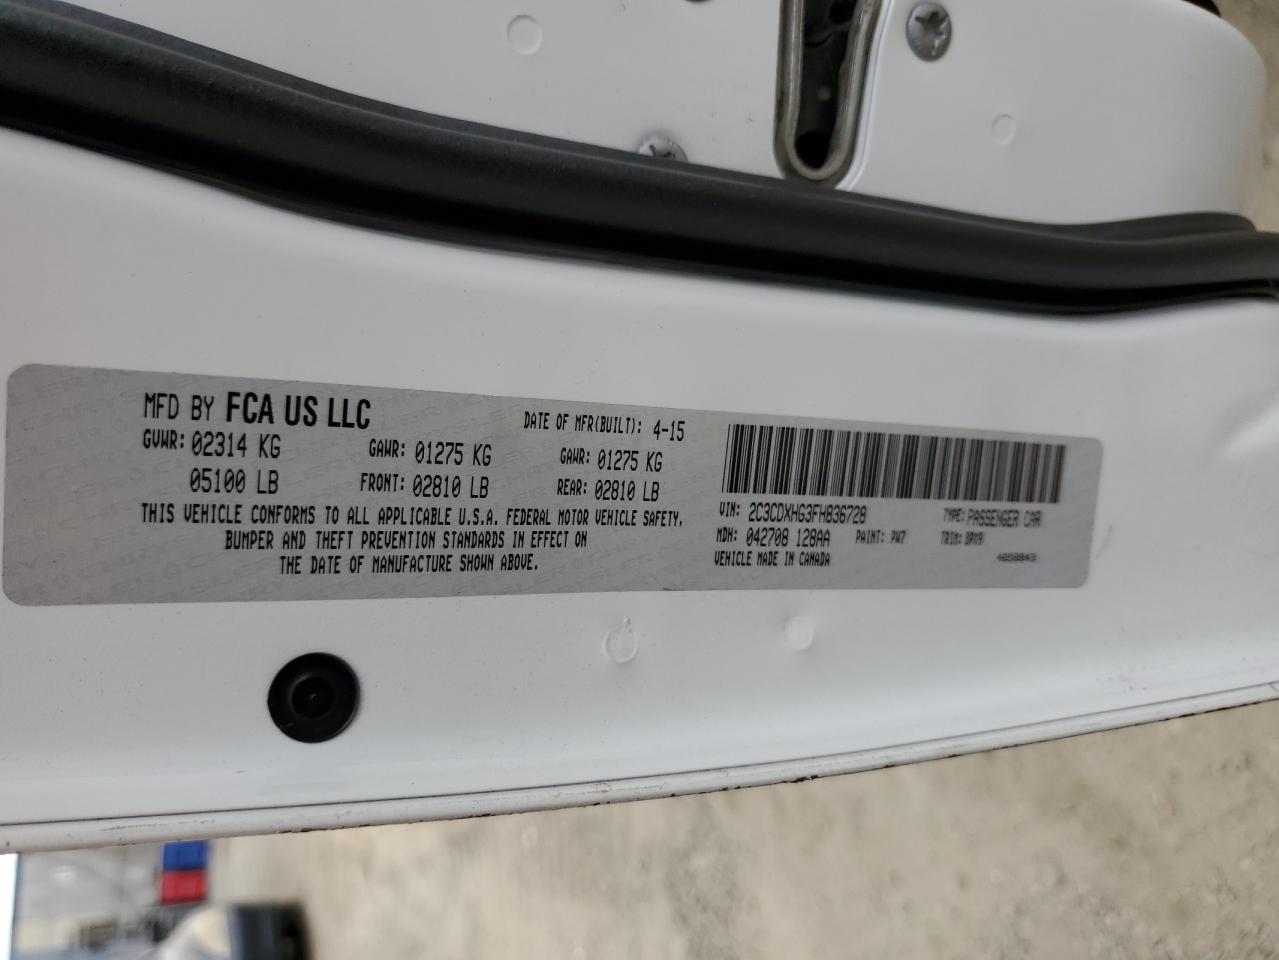 MFD BY FCA US LLC DATE OF MFR(BUILT): 4-15
GVWR: 02314 KG GAWR: 01275 KG GAWR: 01275 KG
05100 LB FRONT: 02810 LB REAR: 02810 LB
THIS VEHICLE CONFORMS TO ALL APPLICABLE U.S.A. FEDERAL MOTOR VEHICLE SAFETY,
BUMPER AND THEFT PREVENTION STANDARDS IN EFFECT ON
THE DATE OF MANUFACTURE SHOWN ABOVE.
VIN: 2C3CDXHG3FH836728 TYPE: PASSENGER CAR
MDH: 042708 128AA PAINT: PW7 TRIM:
VEHICLE MADE IN CANADA